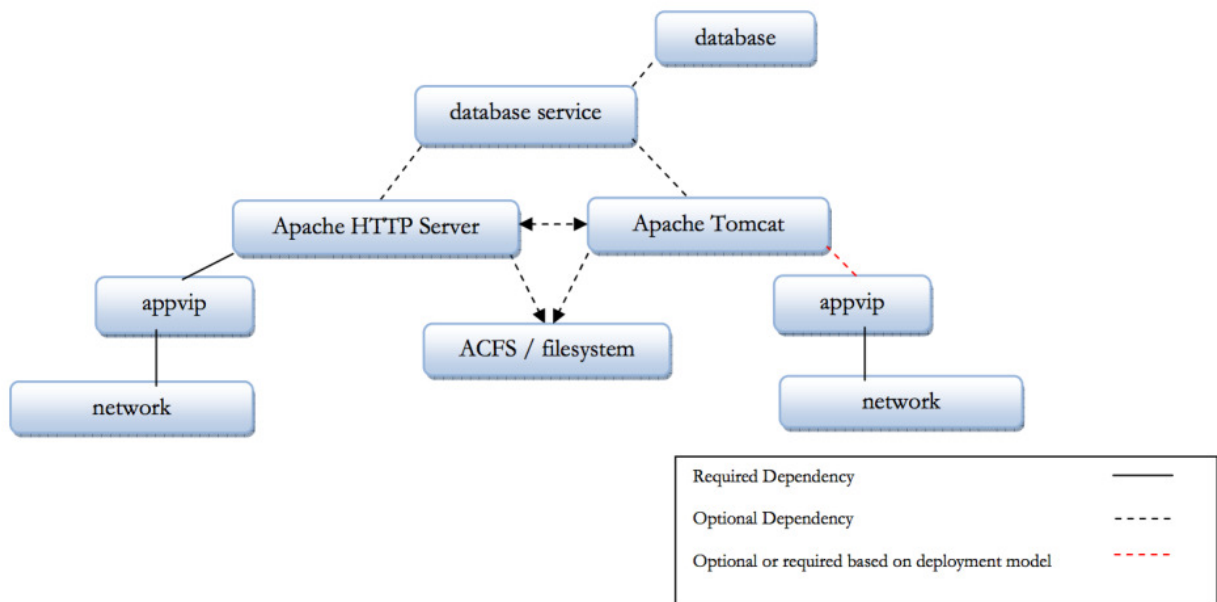 database
database service
Apache HTTP Server
Apache Tomcat
appvip
appvip
ACFS / filesystem
network
network
Required Dependency
Optional Dependency
Optional or required based on deployment model